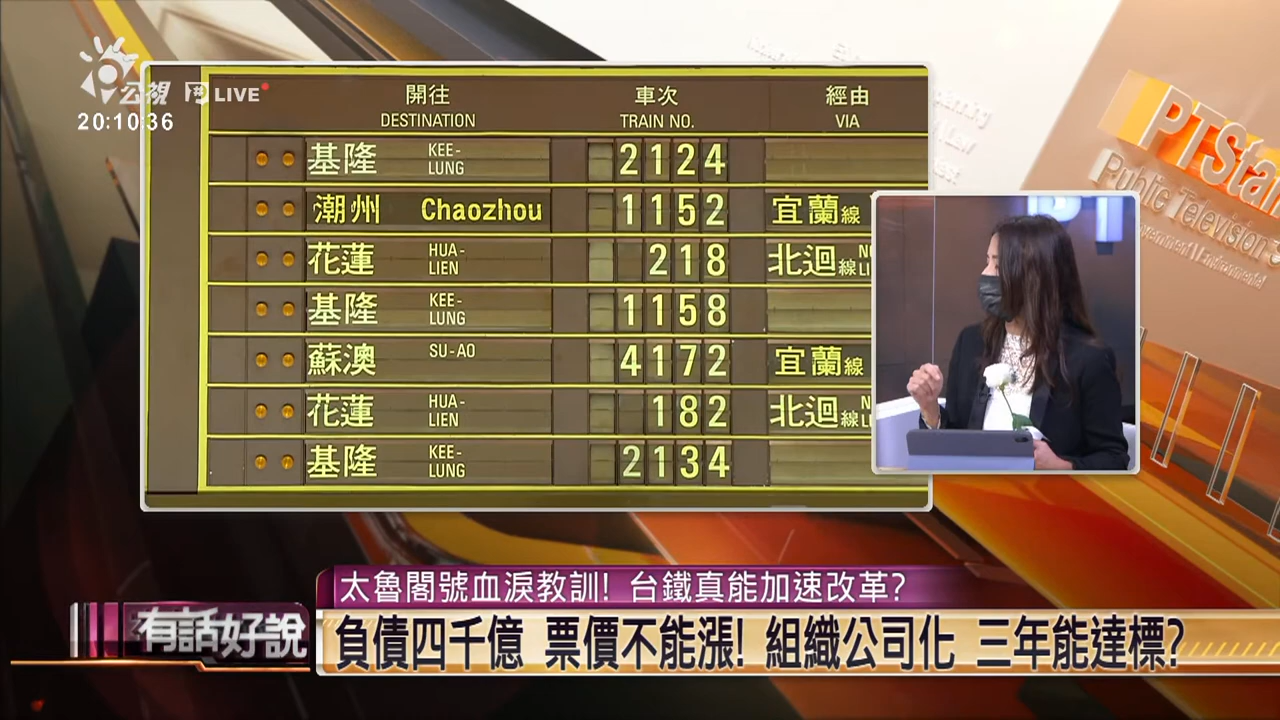 公視 LIVE
20:10:36
開往 車次 經由
DESTINATION TRAIN NO. VIA
基隆 KEE-LUNG 2124
潮州 Chaozhou 1152 宜蘭線
花蓮 HUA-LIEN 218 北迴線
基隆 KEE-LUNG 1158
蘇澳 SU-AO 4172 宜蘭線
花蓮 HUA-LIEN 182 北迴線
基隆 KEE-LUNG 2134
PTSta
Public Television S
太魯閣號血淚教訓! 台鐵真能加速改革?
有話好說
負債四千億 票價不能漲! 組織公司化 三年能達標?